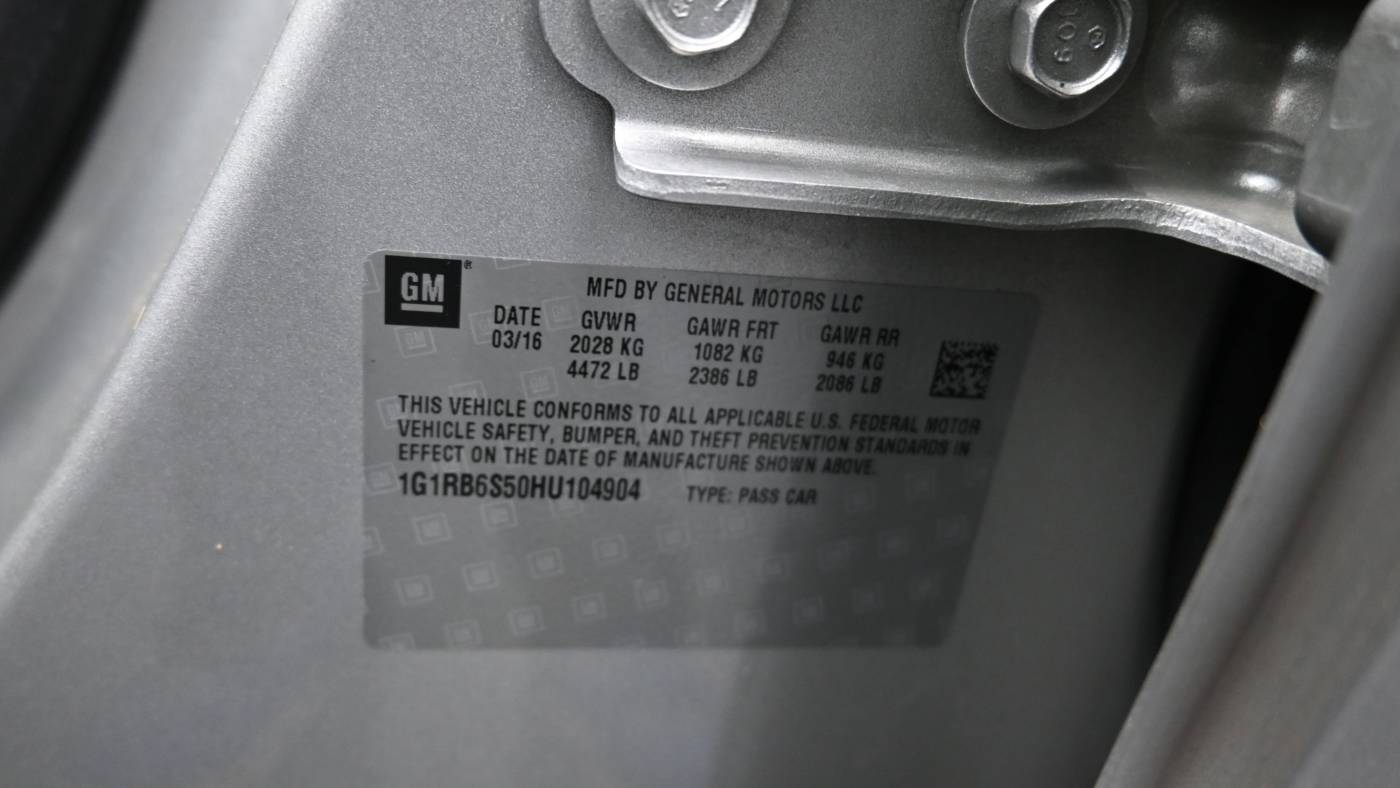 GM®
MFD BY GENERAL MOTORS LLC
DATE GVWR GAWR FRT GAWR RR
03/16 2028 KG 1082 KG 946 KG
4472 LB 2386 LB 2086 LB
THIS VEHICLE CONFORMS TO ALL APPLICABLE U.S. FEDERAL MOTOR
VEHICLE SAFETY, BUMPER, AND THEFT PREVENTION STANDARDS IN
EFFECT ON THE DATE OF MANUFACTURE SHOWN ABOVE.
1G1RB6S50HU104904 TYPE: PASS CAR
109